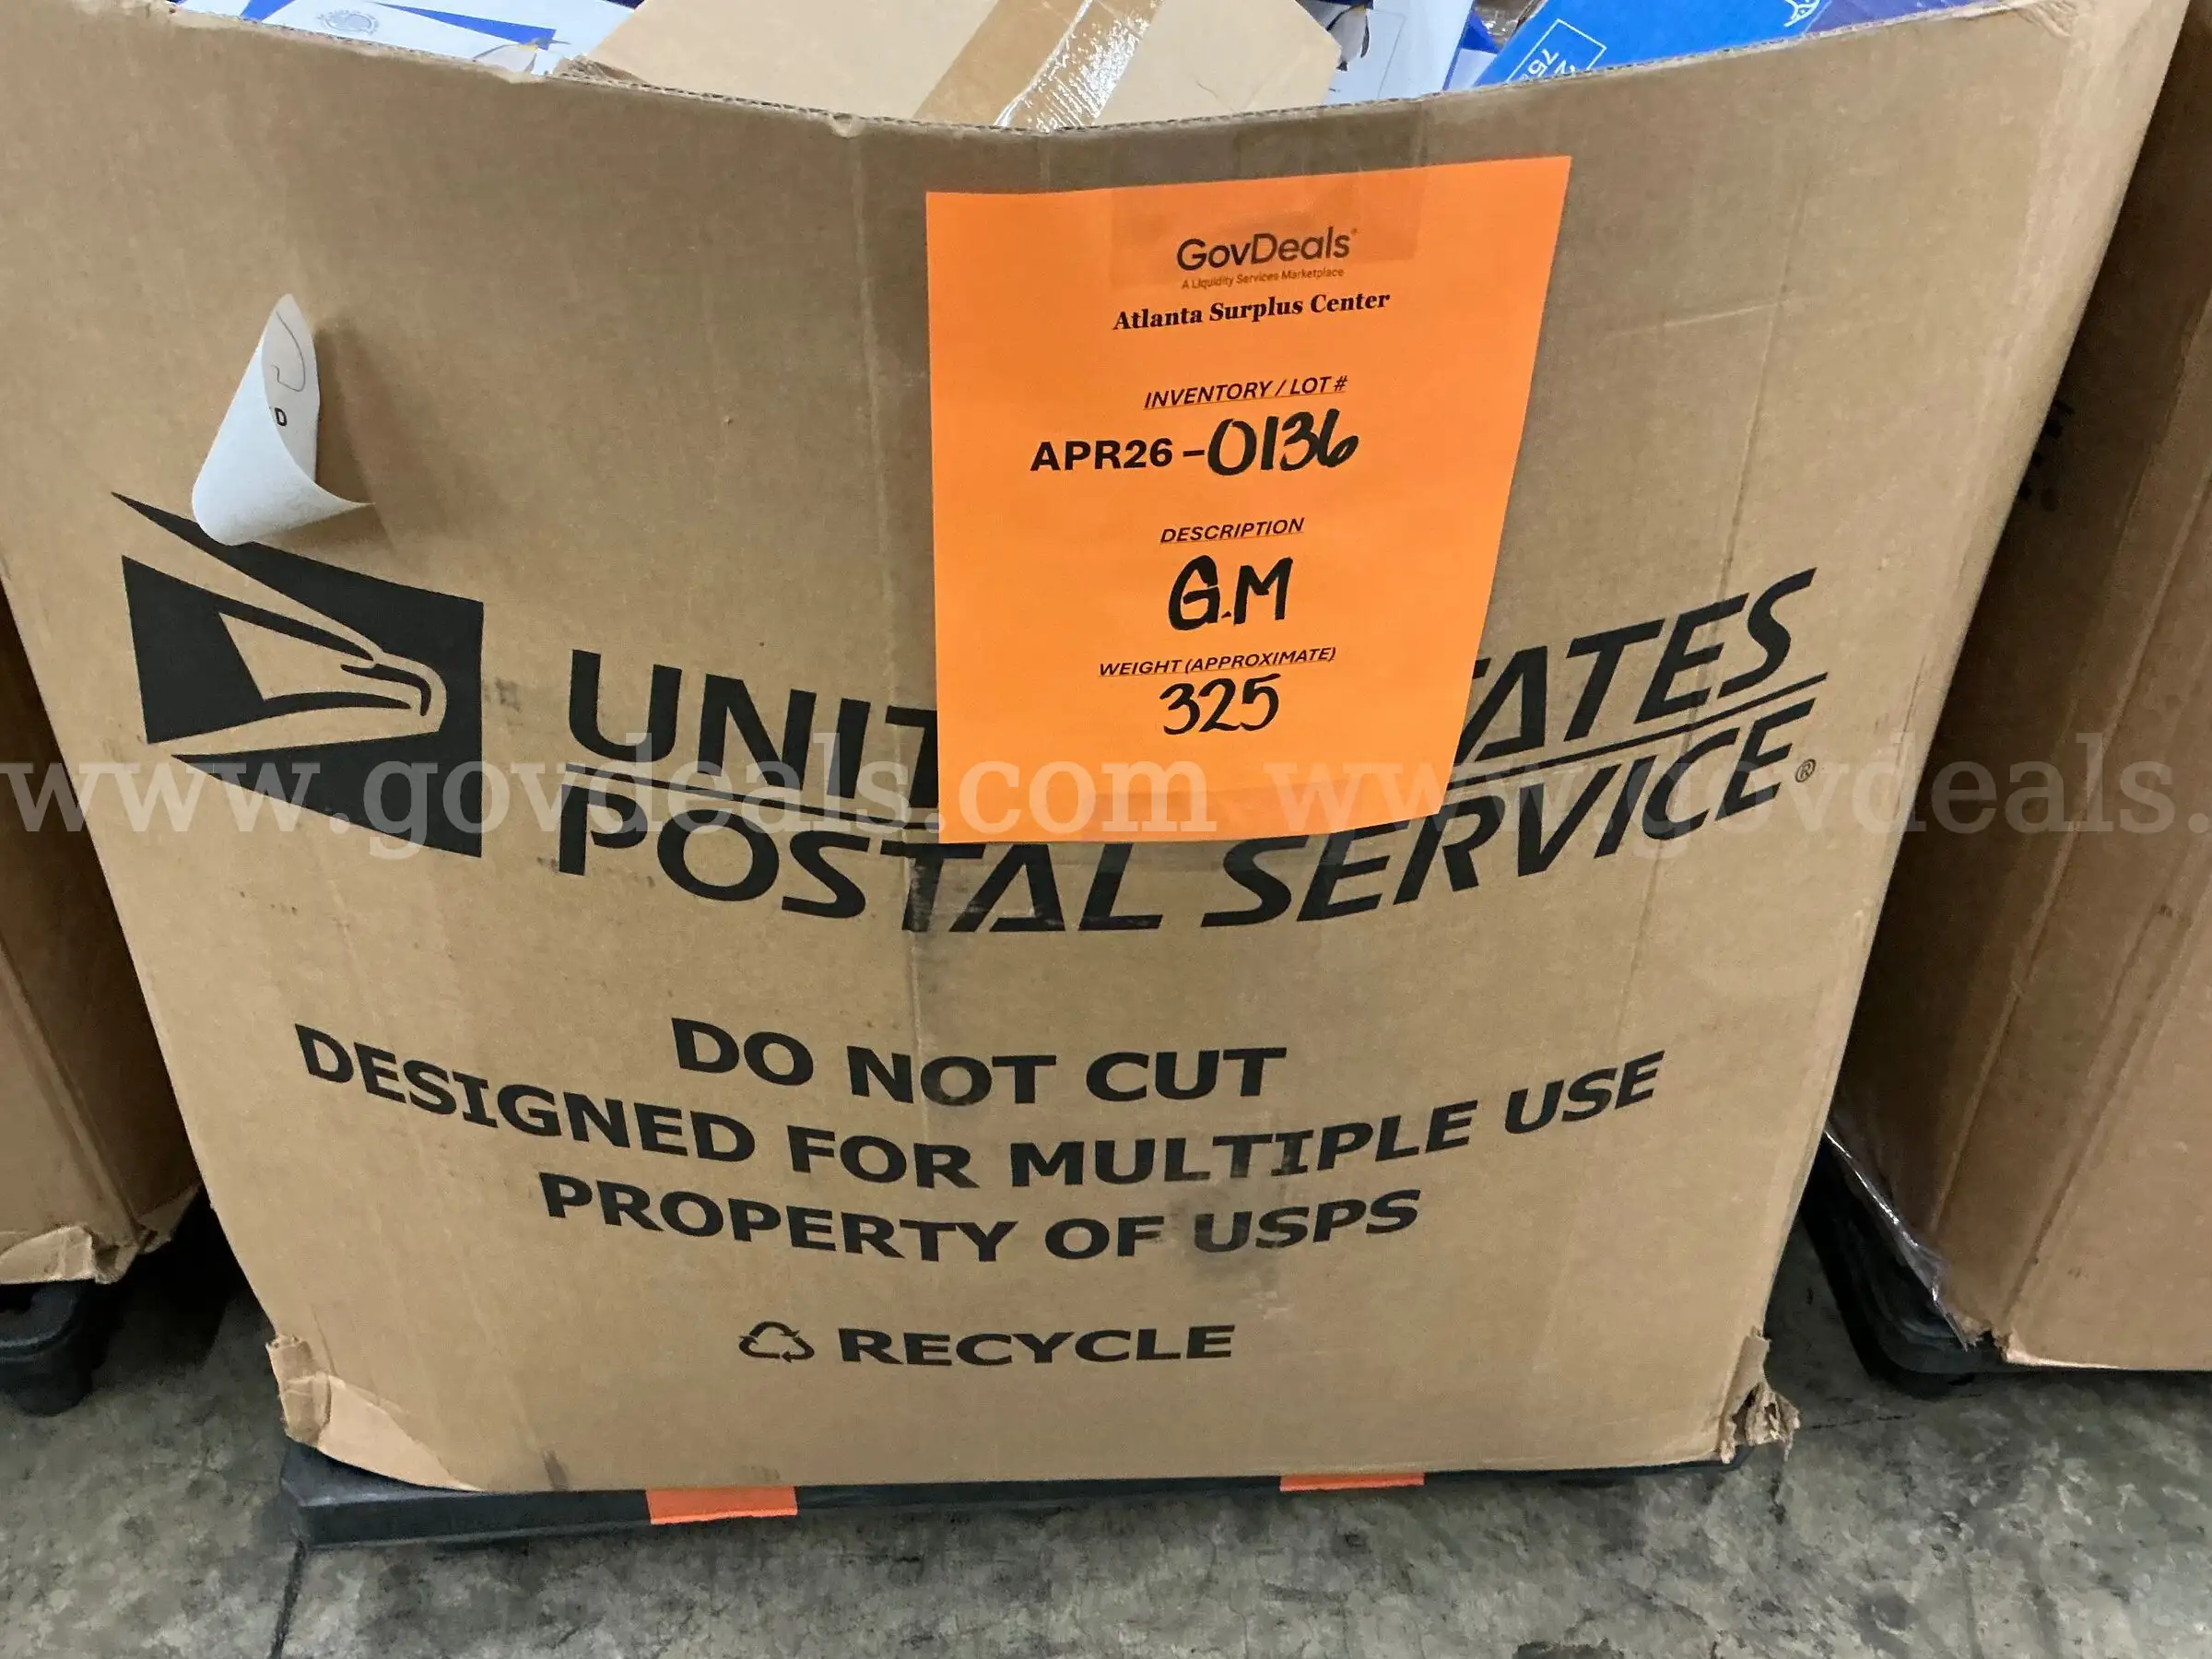 75
GovDeals
A Liquidity Services Marketplace
Atlanta Surplus Center
INVENTORY / LOT #
APR26 -0136
DESCRIPTION
G.M
WEIGHT (APPROXIMATE)
325
D
UNIT TATES
POSTAL SERVICE®
www.govdeals.com www.govdeals.
DO NOT CUT
DESIGNED FOR MULTIPLE USE
PROPERTY OF USPS
RECYCLE